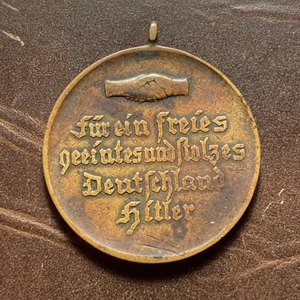 Für ein freies
geeintes und stolzes
Deutschland
Hitler